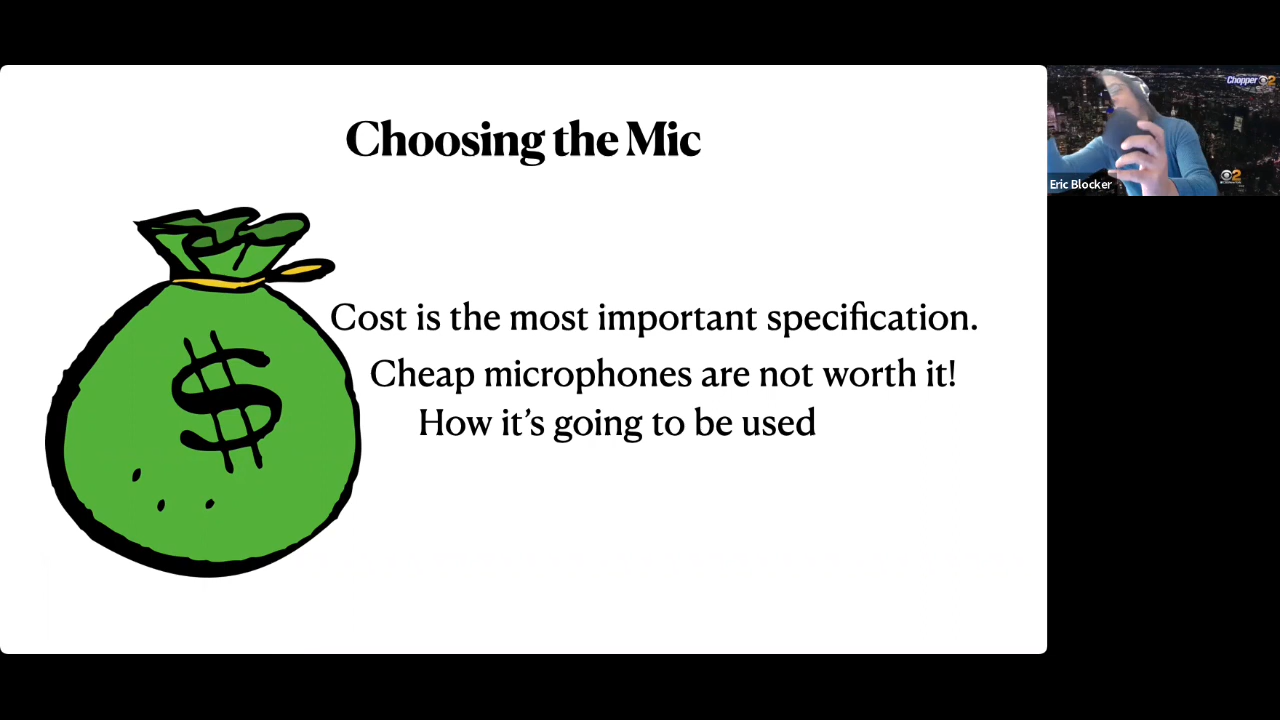 Choosing the Mic
Chopper 2
$
Cost is the most important specification.
Cheap microphones are not worth it!
How it’s going to be used
2
Eric Blocker